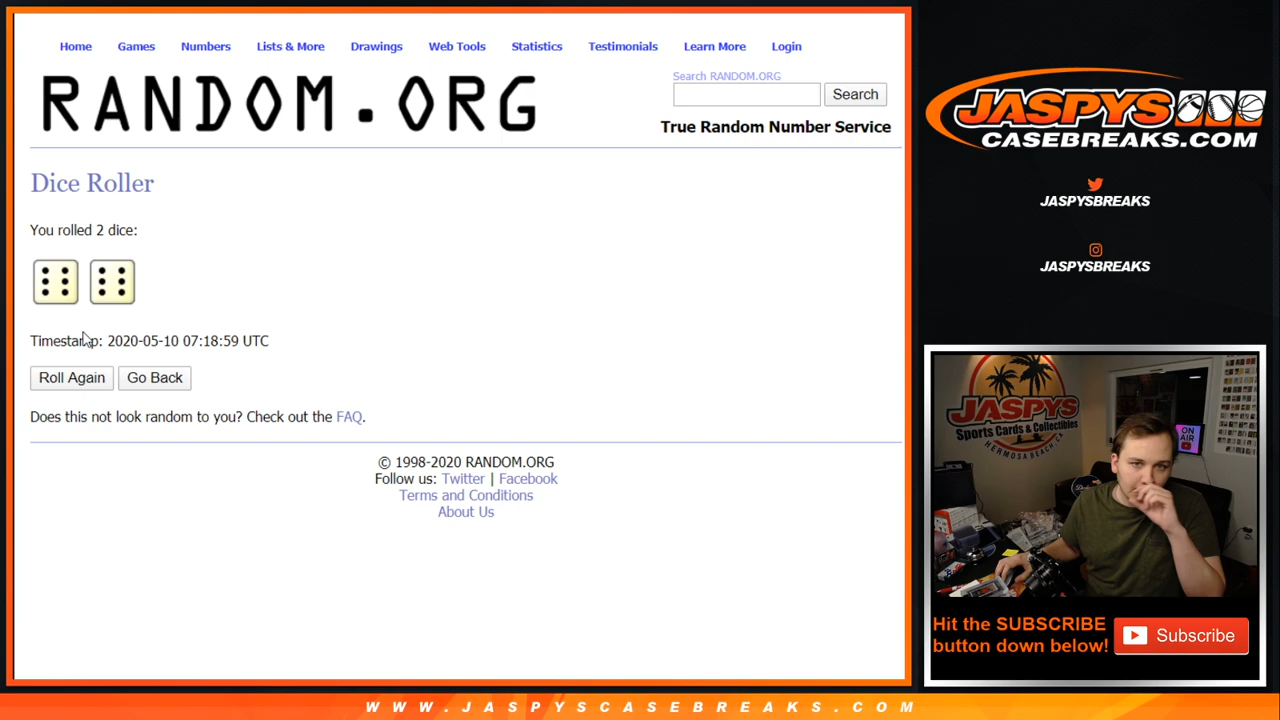 Home Games Numbers Lists & More Drawings Web Tools Statistics Testimonials Learn More Login
RANDOM.ORG
Search RANDOM.ORG
Search
True Random Number Service
Dice Roller
You rolled 2 dice:
Timestamp: 2020-05-10 07:18:59 UTC
Roll Again Go Back
Does this not look random to you? Check out the FAQ.
© 1998-2020 RANDOM.ORG
Follow us: Twitter | Facebook
Terms and Conditions
About Us
JASPYS
CASEBREAKS.COM
JASPYSBREAKS
JASPYSBREAKS
JASPYS
Sports Cards & Collectibles
HERMOSA BEACH, CA
ON
AIR
Hit the SUBSCRIBE
button down below!
Subscribe
WWW.JASPYSCASEBREAKS.COM